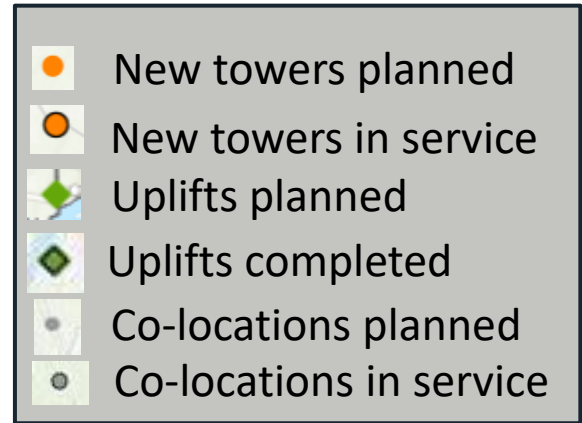 New towers planned
New towers in service
Uplifts planned
Uplifts completed
Co-locations planned
Co-locations in service